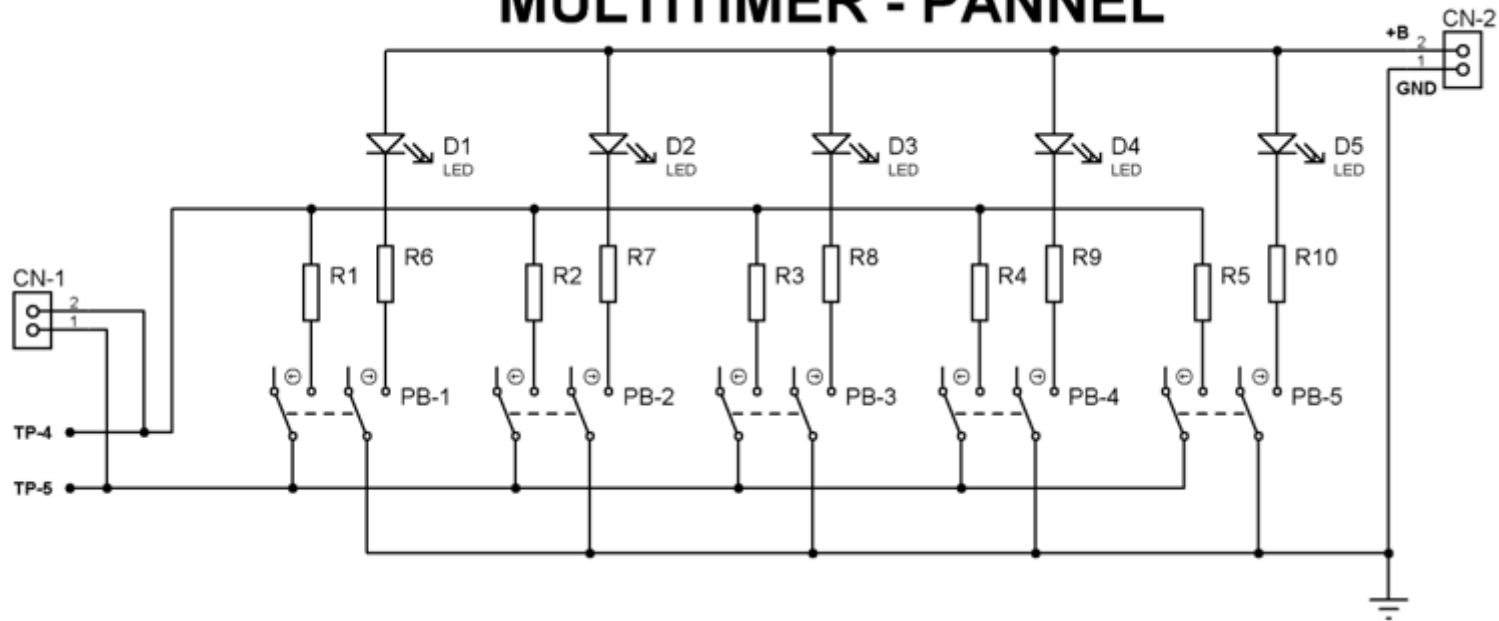 MULTITIMER - PANNEL
CN-2
+B 2
1
GND
D1
LED
D2
LED
D3
LED
D4
LED
D5
LED
R1
R6
R2
R7
R3
R8
R4
R9
R5
R10
CN-1
2
1
PB-1
PB-2
PB-3
PB-4
PB-5
TP-4
TP-5